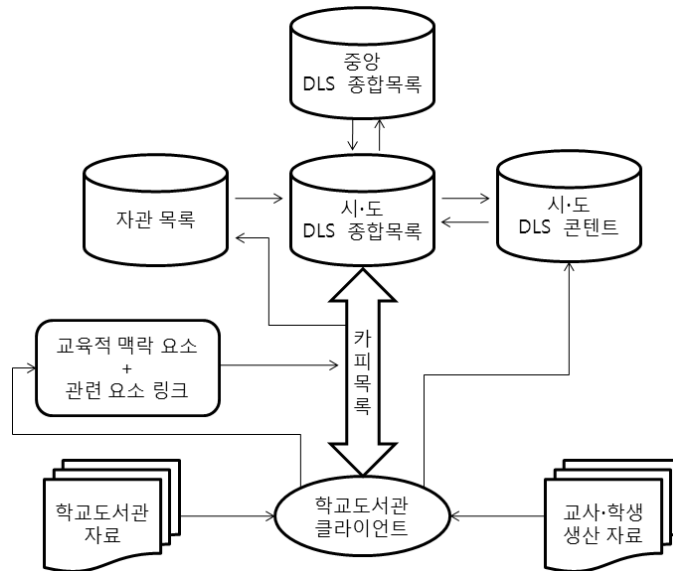 중앙
DLS 종합목록
자관 목록
시·도
DLS 종합목록
시·도
DLS 콘텐트
교육적 맥락 요소
+
관련 요소 링크
카
피
목
록
학교도서관
자료
학교도서관
클라이언트
교사·학생
생산 자료